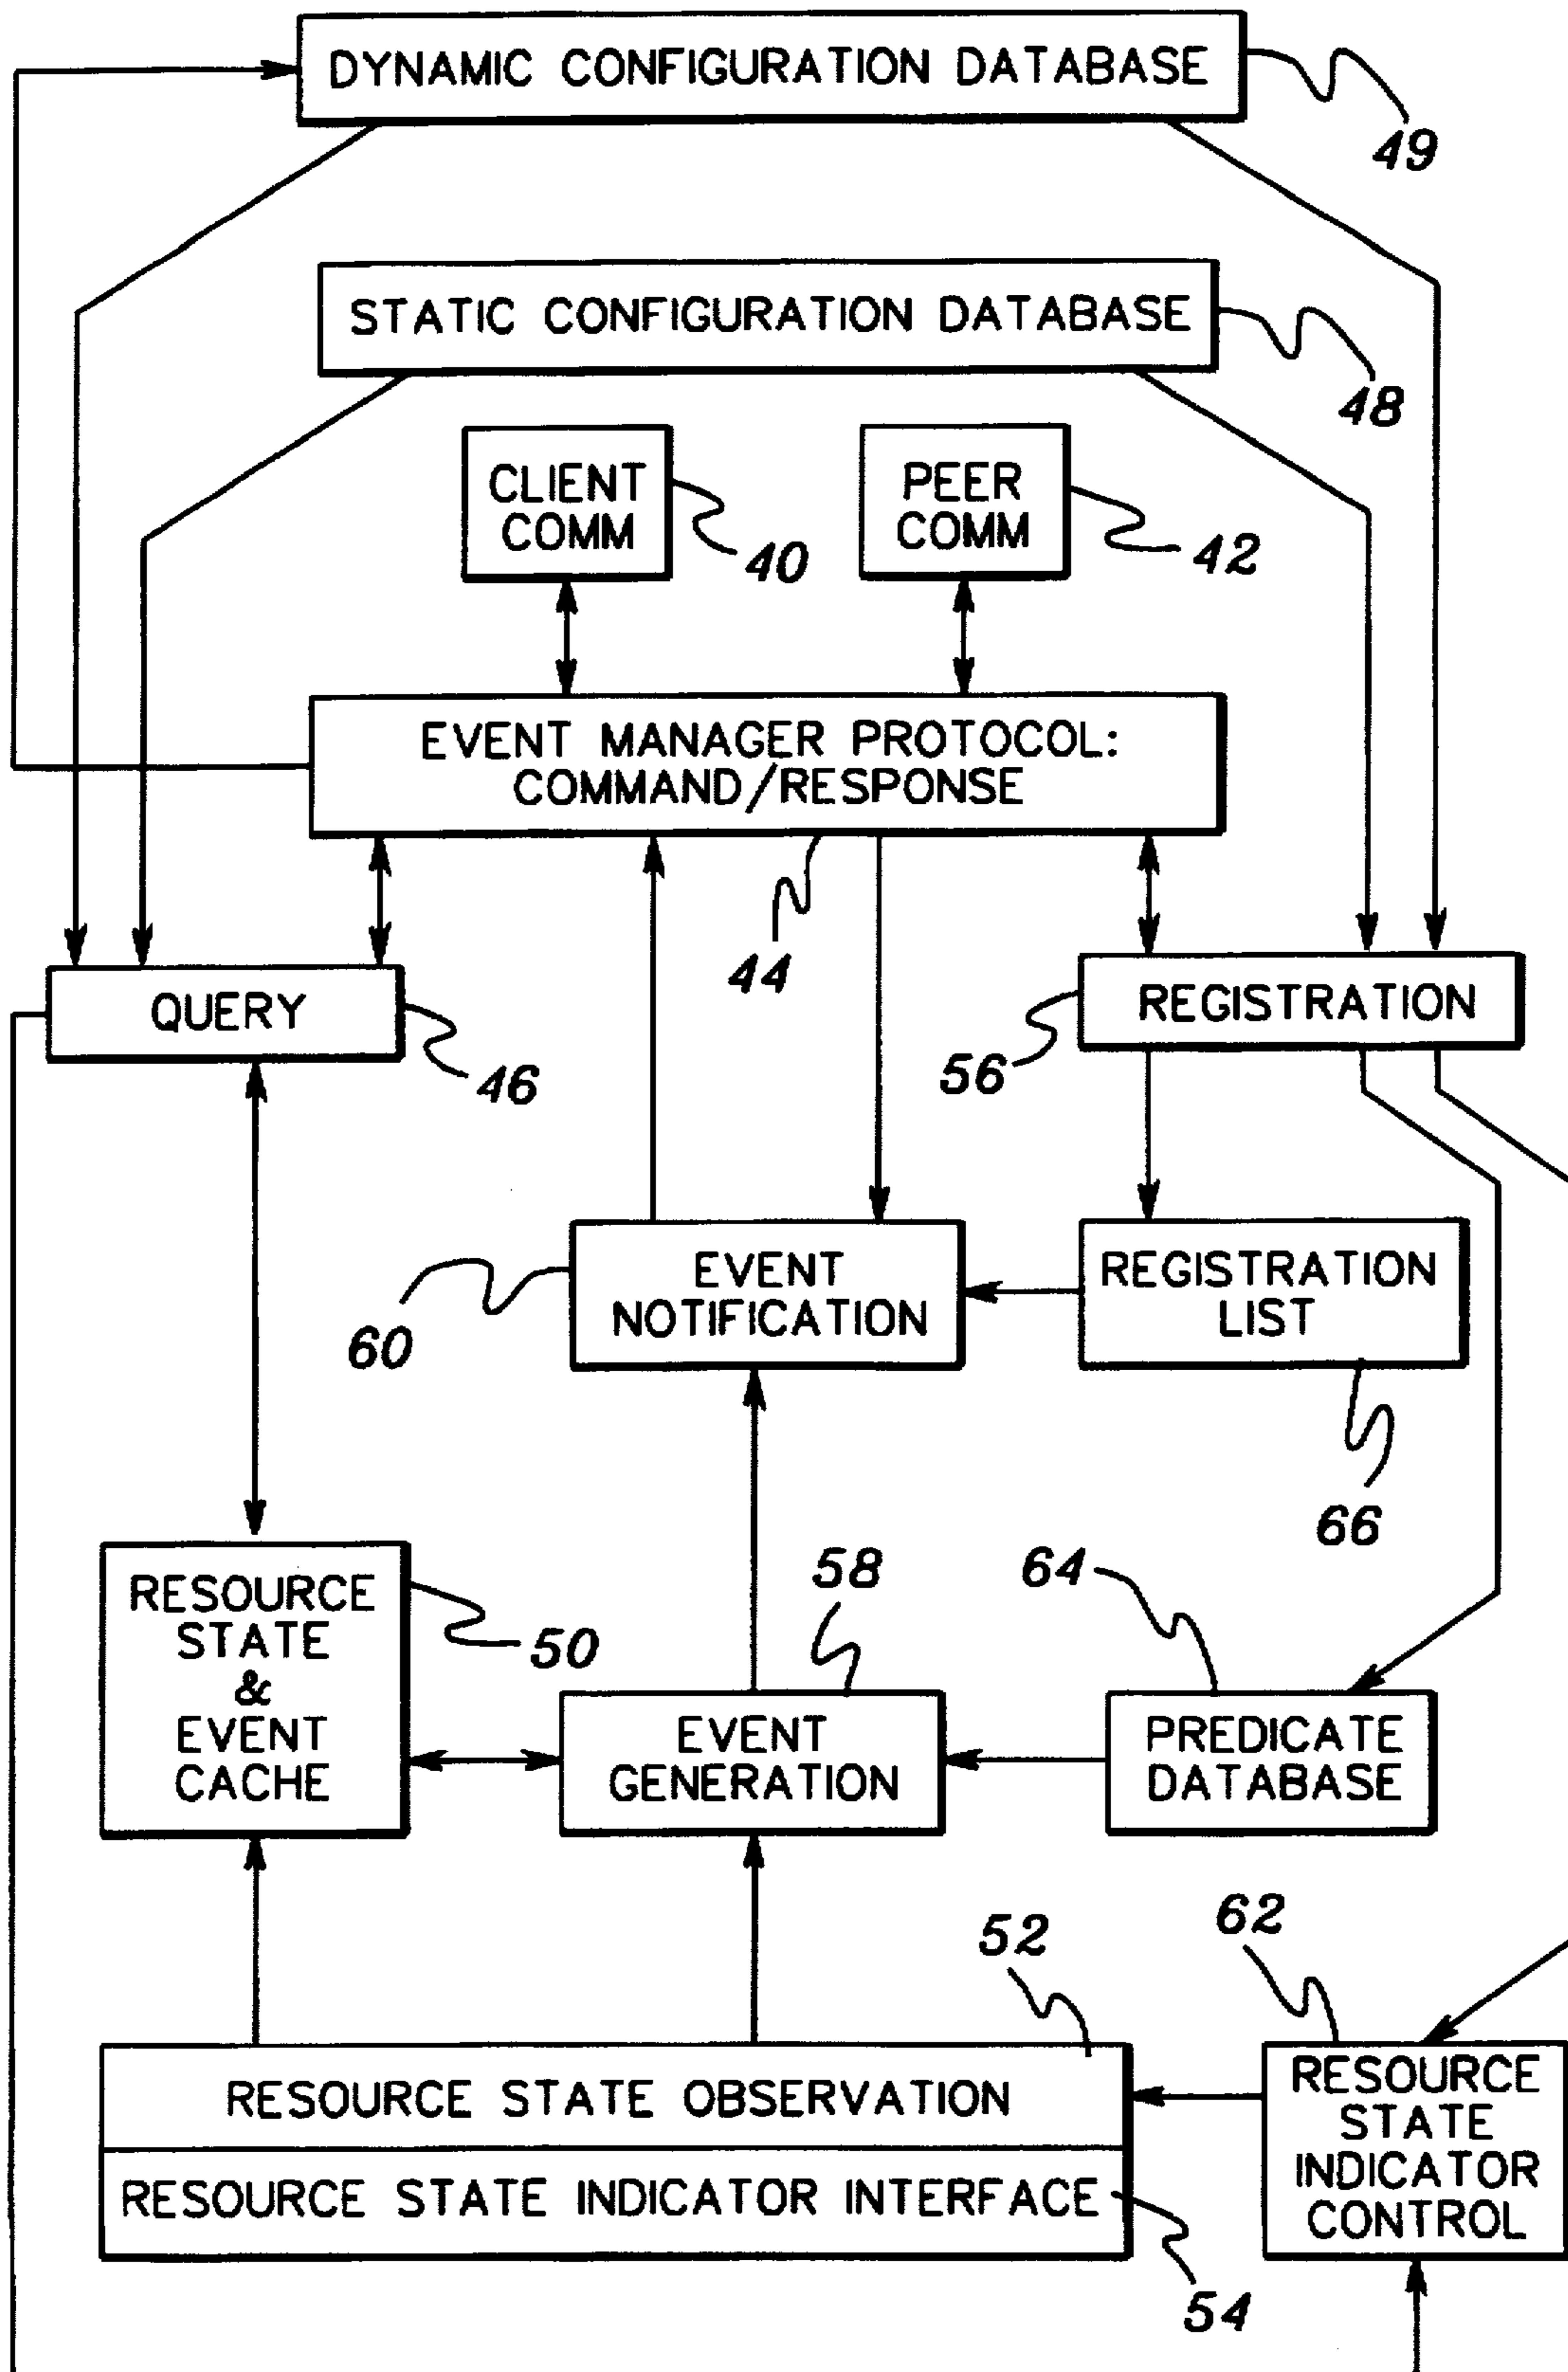 DYNAMIC CONFIGURATION DATABASE
49
STATIC CONFIGURATION DATABASE
48
CLIENT
COMM
40
PEER
COMM
42
EVENT MANAGER PROTOCOL:
COMMAND/RESPONSE
44
QUERY
46
REGISTRATION
56
EVENT
NOTIFICATION
60
REGISTRATION
LIST
66
RESOURCE
STATE
&
EVENT
CACHE
50
58
EVENT
GENERATION
64
PREDICATE
DATABASE
52
RESOURCE STATE OBSERVATION
RESOURCE STATE INDICATOR INTERFACE
54
62
RESOURCE
STATE
INDICATOR
CONTROL